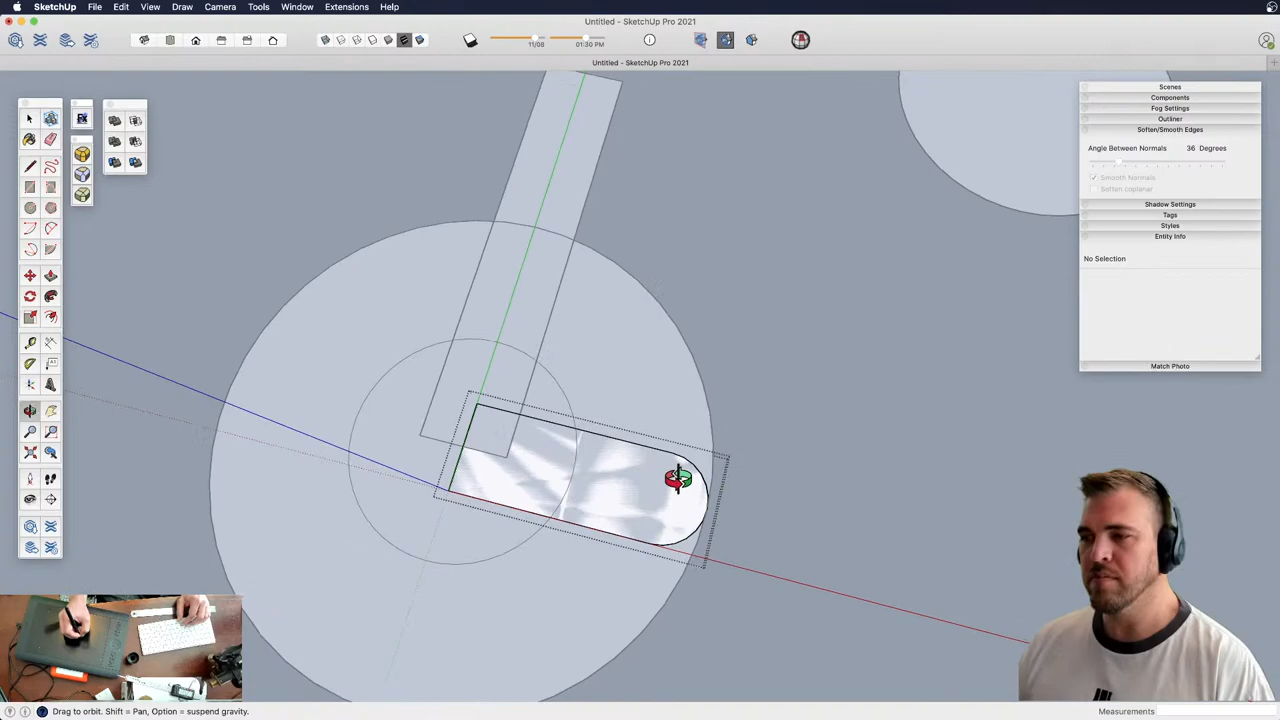 SketchUp File Edit View Draw Camera Tools Window Extensions Help
Untitled - SketchUp Pro 2021
11/08
01:30 PM
Untitled - SketchUp Pro 2021
Scenes
Components
Fog Settings
Outliner
Soften/Smooth Edges
Angle Between Normals 36 Degrees
Smooth Normals
Soften coplanar
Shadow Settings
Tags
Styles
Entity Info
No Selection
Match Photo
Drag to orbit. Shift = Pan, Option = suspend gravity.
Measurements